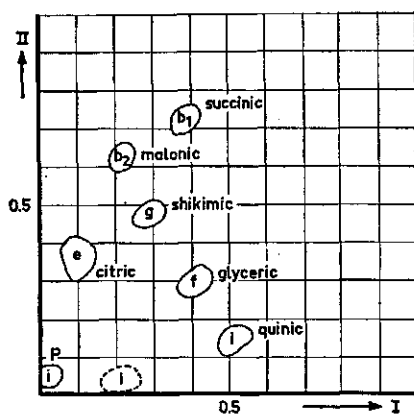 II
b1 succinic
b2 malonic
g shikimic
0.5
e citric
f glyceric
i quinic
P
i
i
0.5 I